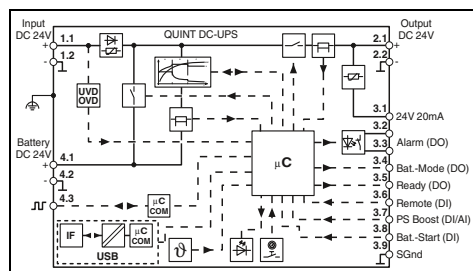 Input
DC 24V
QUINT DC-UPS
Output
DC 24V
1.1
+
1.2
-
2.1
+
2.2
-
UVD
OVD
3.1
24V 20mA
3.2
Alarm (DO)
3.3
Battery
DC 24V
4.1
+
4.2
-
4.3
µC
3.4
Bat.-Mode (DO)
3.5
Ready (DO)
3.6
Remote (DI)
3.7
PS Boost (DI/AI)
3.8
Bat.-Start (DI)
3.9
SGnd
µC
COM
IF
µC
COM
USB
ϑ